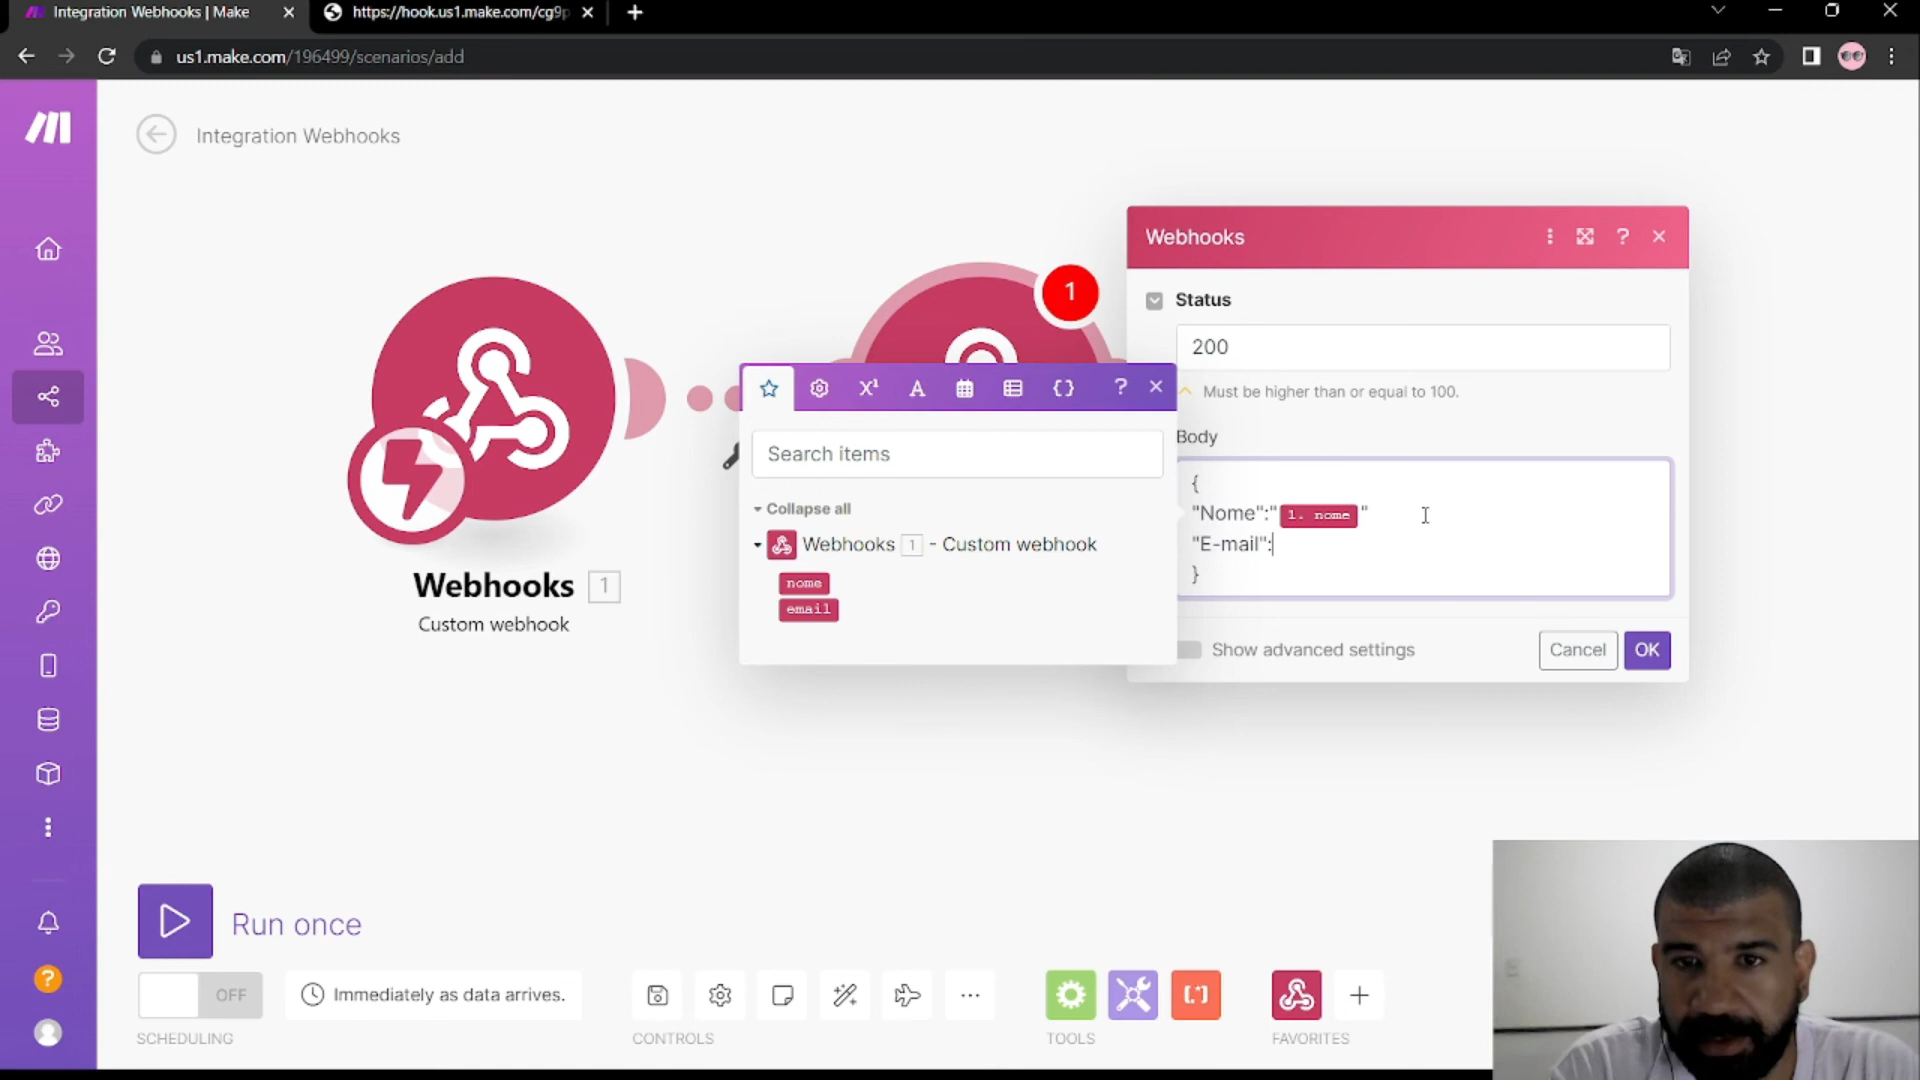 Integration Webhooks | Make
https://hook.us1.make.com/cg9p
us1.make.com/196499/scenarios/add
Integration Webhooks
Webhooks
Status
200
Must be higher than or equal to 100.
Body
{
"Nome":" 1. nome "
"E-mail":
}
Show advanced settings
Cancel
OK
1
Search items
Collapse all
Webhooks 1 - Custom webhook
nome
email
Webhooks 1
Custom webhook
Run once
OFF
Immediately as data arrives.
SCHEDULING
CONTROLS
TOOLS
FAVORITES